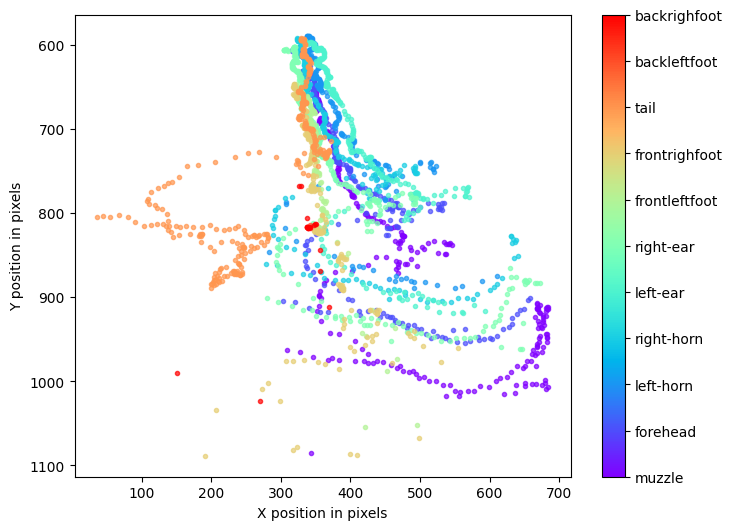 600
700
800
900
1000
1100
Y position in pixels
100
200
300
400
500
600
700
X position in pixels
backrighfoot
backleftfoot
tail
frontrighfoot
frontleftfoot
right-ear
left-ear
right-horn
left-horn
forehead
muzzle